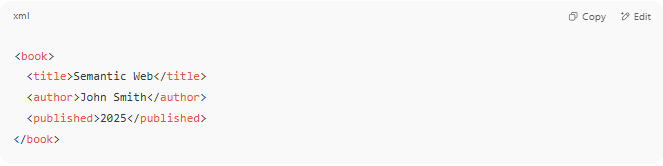 xml Copy Edit
<book>
  <title>Semantic Web</title>
  <author>John Smith</author>
  <published>2025</published>
</book>